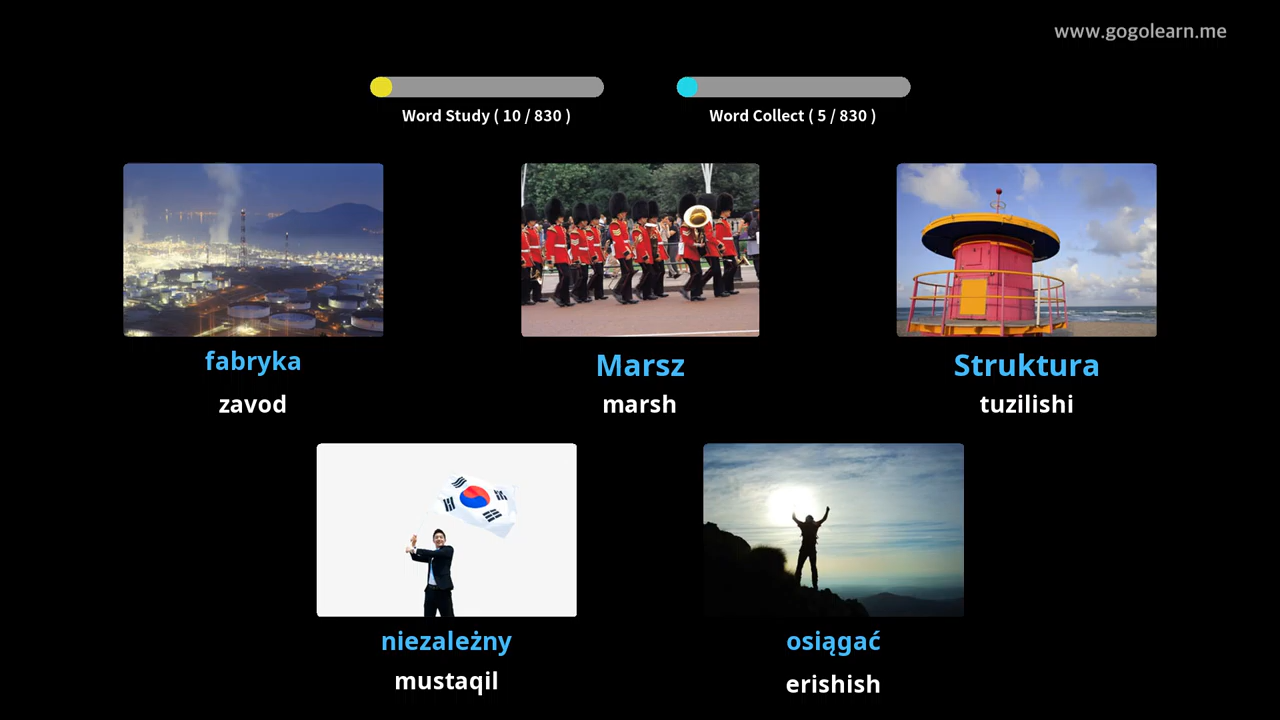 www.gogolearn.me
Word Study ( 10 / 830 )
Word Collect ( 5 / 830 )
fabryka
zavod
Marsz
marsh
Struktura
tuzilishi
niezależny
mustaqil
osiągać
erishish